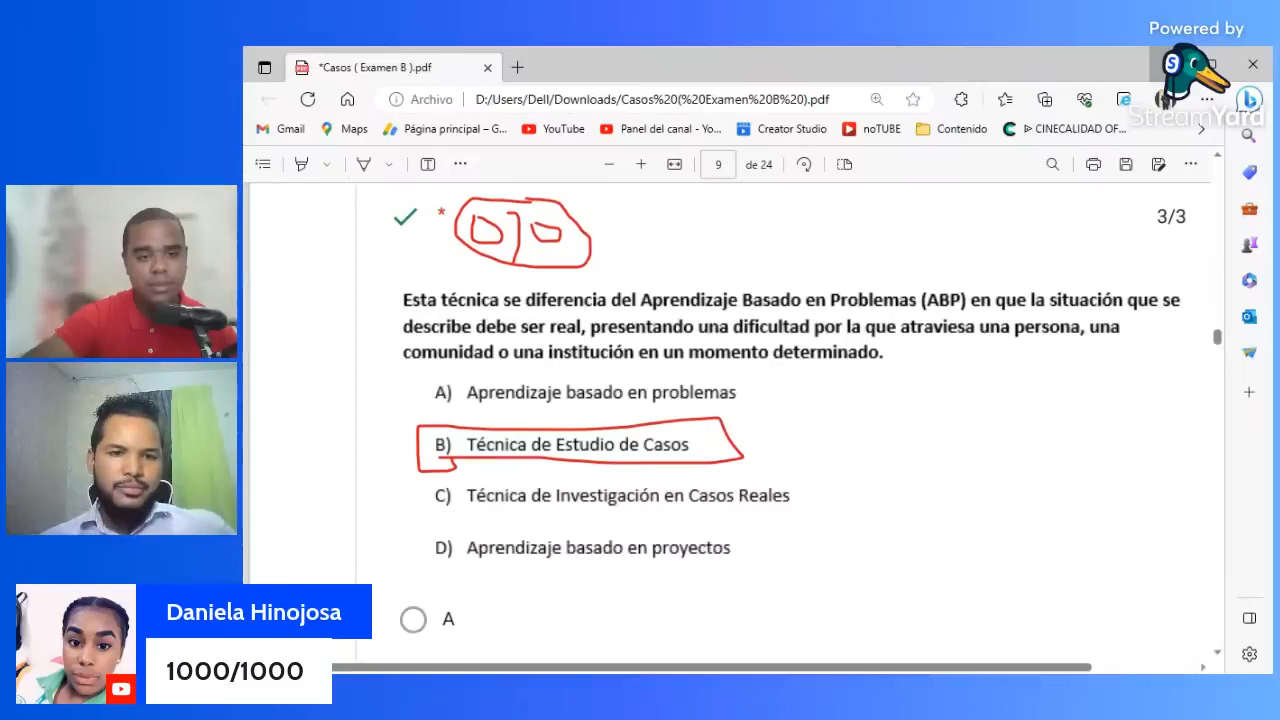 Powered by
StreamYard
*Casos ( Examen B ).pdf
Archivo
D:/Users/Dell/Downloads/Casos%20(%20Examen%20B%20).pdf
Gmail
Maps
Página principal – G...
YouTube
Panel del canal - Yo...
Creator Studio
noTUBE
Contenido
▷ CINECALIDAD OF...
9
de 24
*
3/3
Esta técnica se diferencia del Aprendizaje Basado en Problemas (ABP) en que la situación que se
describe debe ser real, presentando una dificultad por la que atraviesa una persona, una
comunidad o una institución en un momento determinado.
A) Aprendizaje basado en problemas
B) Técnica de Estudio de Casos
C) Técnica de Investigación en Casos Reales
D) Aprendizaje basado en proyectos
A
Daniela Hinojosa
1000/1000